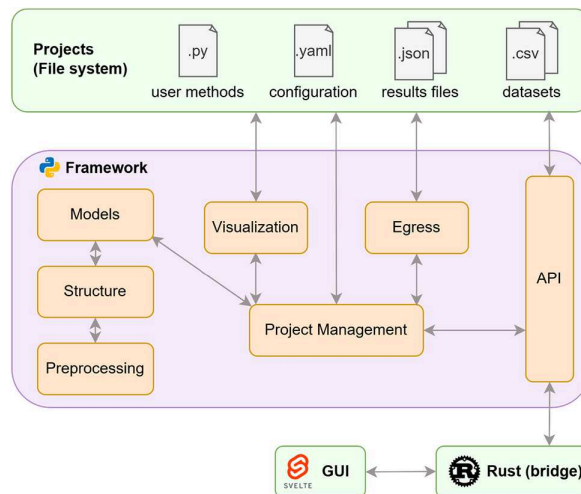 Projects
(File system)
.py
.yaml
.json
.csv
user methods
configuration
results files
datasets
Framework
Models
Visualization
Egress
API
Structure
Project Management
Preprocessing
SVELTE
GUI
R
Rust (bridge)